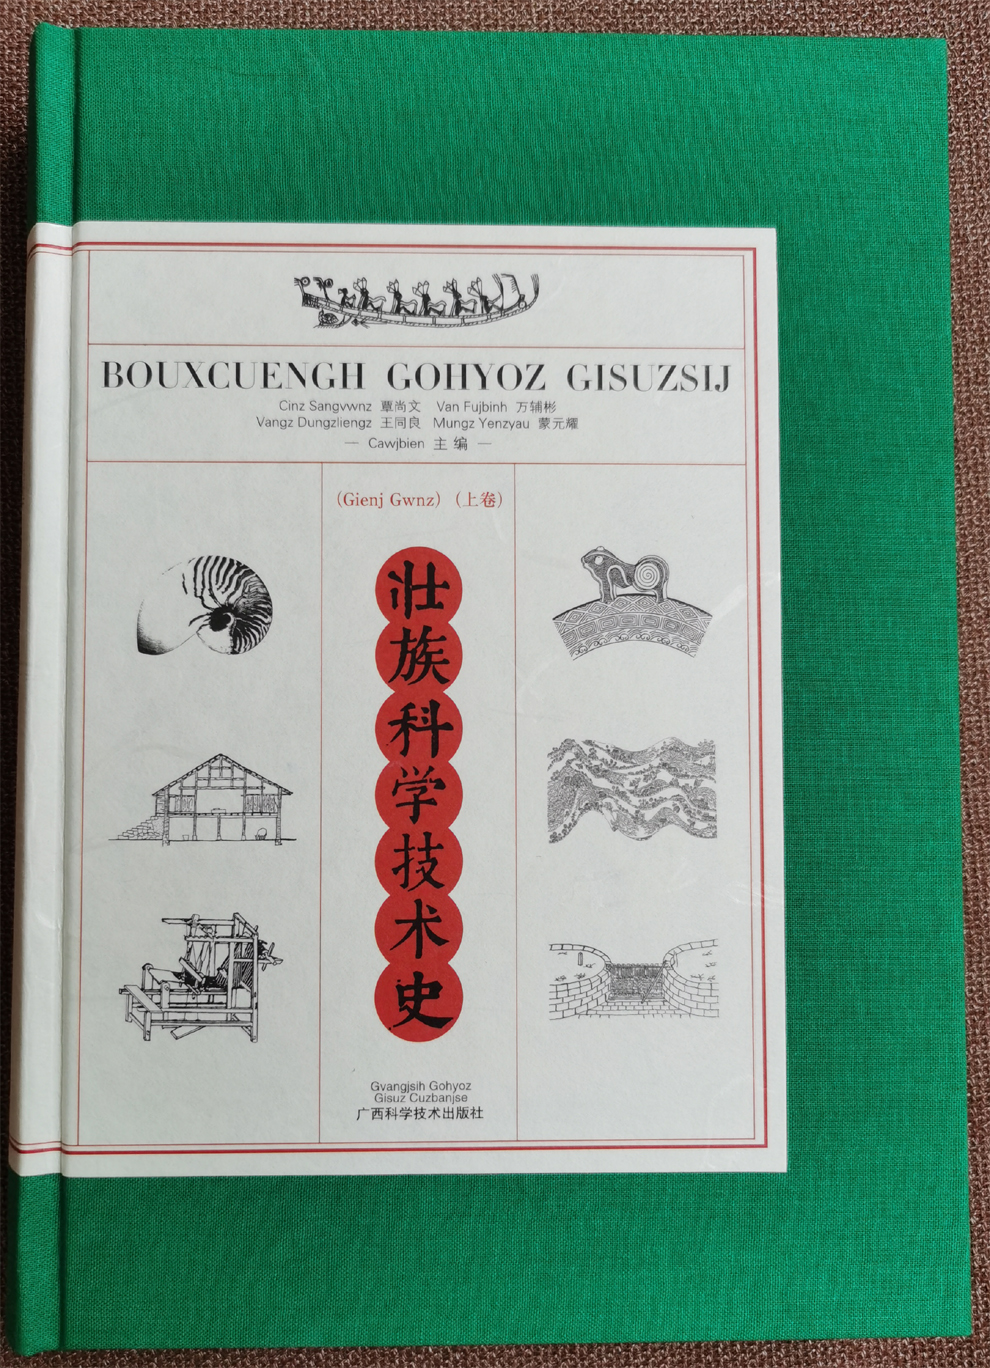 BOUXCUENGH GOHYOZ GISUZSIJ
Cinz Sangvwnz 覃尚文 Van Fujbinh 万辅彬
Vangz Dungzliengz 王同良 Mungz Yenzyau 蒙元耀
— Cawjbien 主编 —
(Gienj Gwnz) (上卷)
壮族科学技术史
Gvangjsih Gohyoz
Gisuz Cuzbanjse
广西科学技术出版社